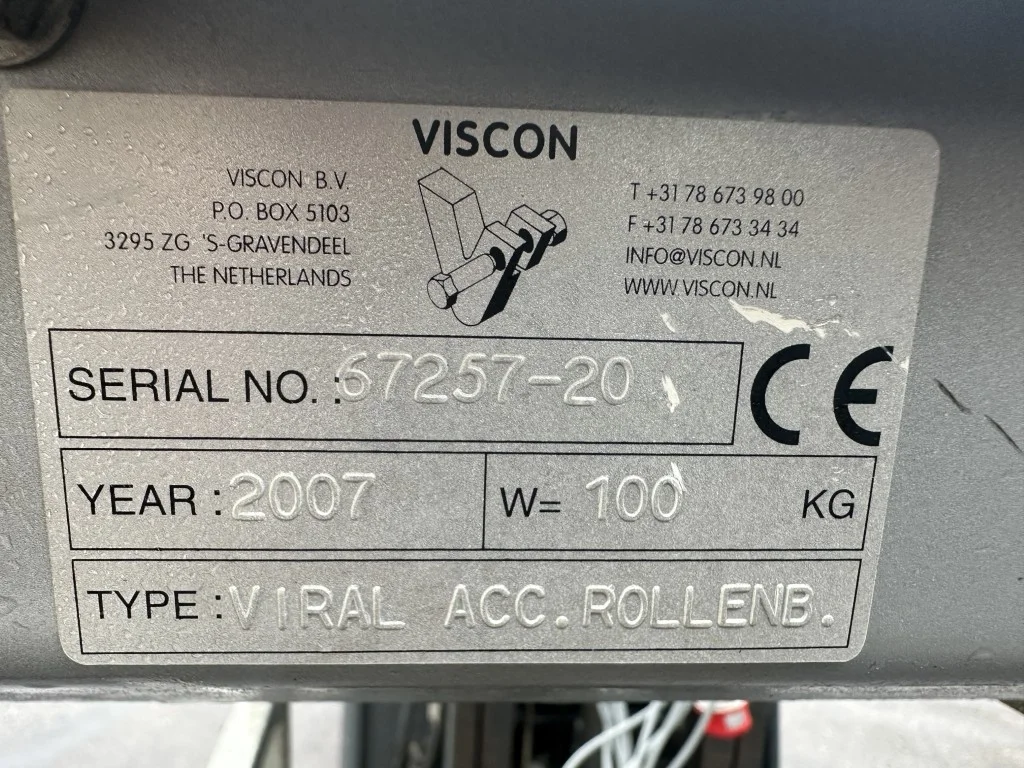 VISCON
VISCON B.V.
P.O. BOX 5103
3295 ZG 'S-GRAVENDEEL
THE NETHERLANDS
T +31 78 673 98 00
F +31 78 673 34 34
INFO@VISCON.NL
WWW.VISCON.NL
SERIAL NO. :67257-20
CE
YEAR : 2007 W= 100 KG
TYPE : VIRAL ACC.ROLLENB.